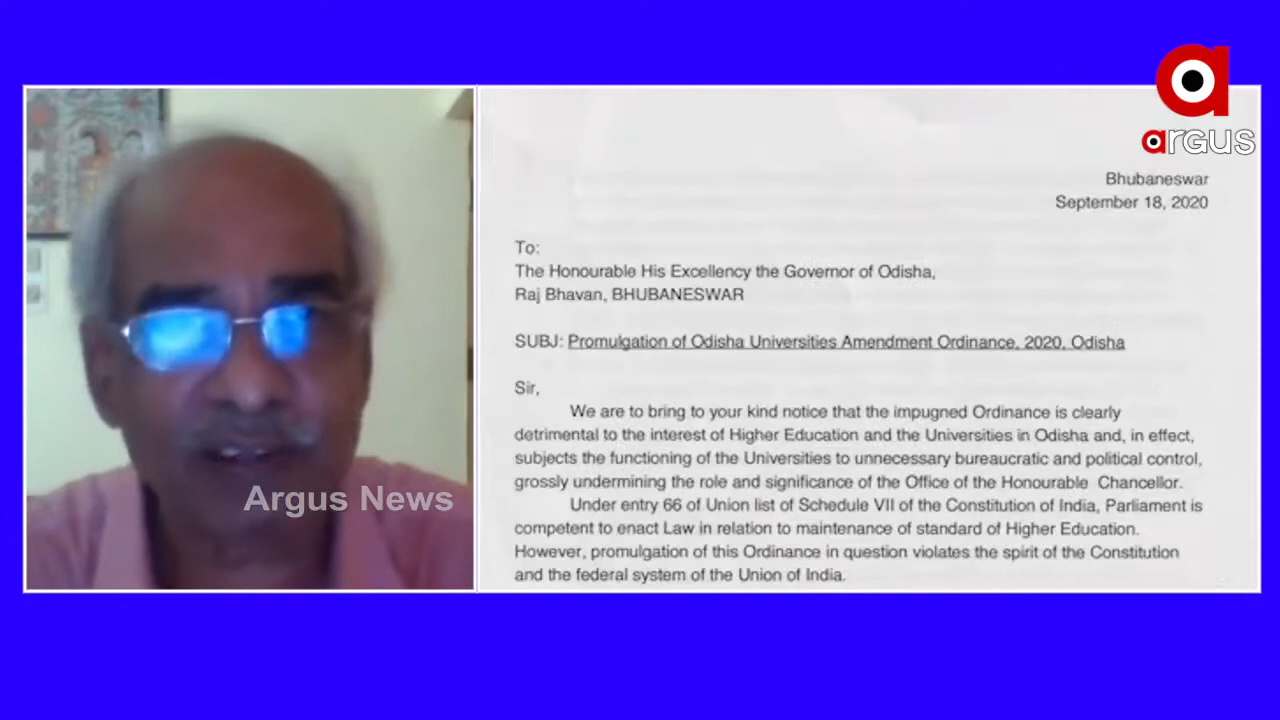 a
aRGUS
Argus News
Bhubaneswar
September 18, 2020
To:
The Honourable His Excellency the Governor of Odisha,
Raj Bhavan, BHUBANESWAR
SUBJ: Promulgation of Odisha Universities Amendment Ordinance, 2020, Odisha
Sir,
We are to bring to your kind notice that the impugned Ordinance is clearly
detrimental to the interest of Higher Education and the Universities in Odisha and, in effect,
subjects the functioning of the Universities to unnecessary bureaucratic and political control,
grossly undermining the role and significance of the Office of the Honourable Chancellor.
Under entry 66 of Union list of Schedule VII of the Constitution of India, Parliament is
competent to enact Law in relation to maintenance of standard of Higher Education.
However, promulgation of this Ordinance in question violates the spirit of the Constitution
and the federal system of the Union of India.